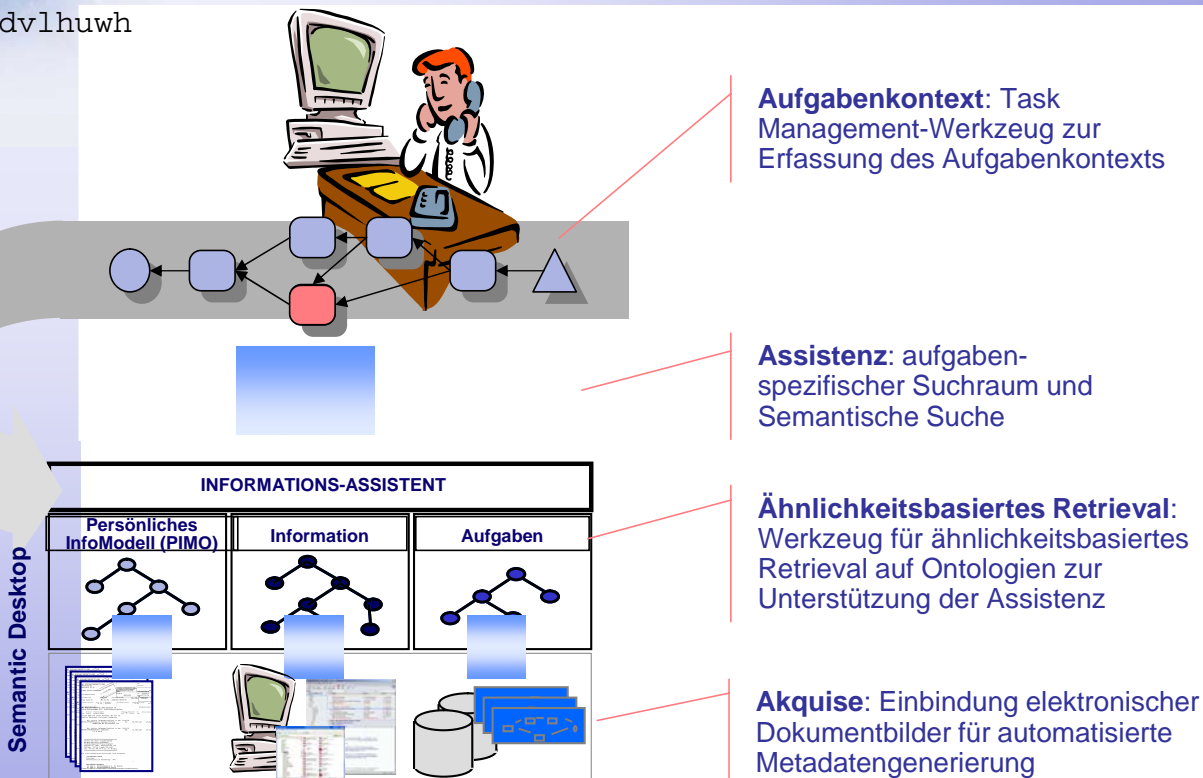 dvlhuwh
Aufgabenkontext: Task
Management-Werkzeug zur
Erfassung des Aufgabenkontexts
Assistenz: aufgaben-
spezifischer Suchraum und
Semantische Suche
INFORMATIONS-ASSISTENT
Persönliches
InfoModell (PIMO)
Information
Aufgaben
Ähnlichkeitsbasiertes Retrieval:
Werkzeug für ähnlichkeitsbasiertes
Retrieval auf Ontologien zur
Unterstützung der Assistenz
Semantic Desktop
Akquise: Einbindung elektronischer
Dokumentbilder für automatisierte
Metadatengenerierung